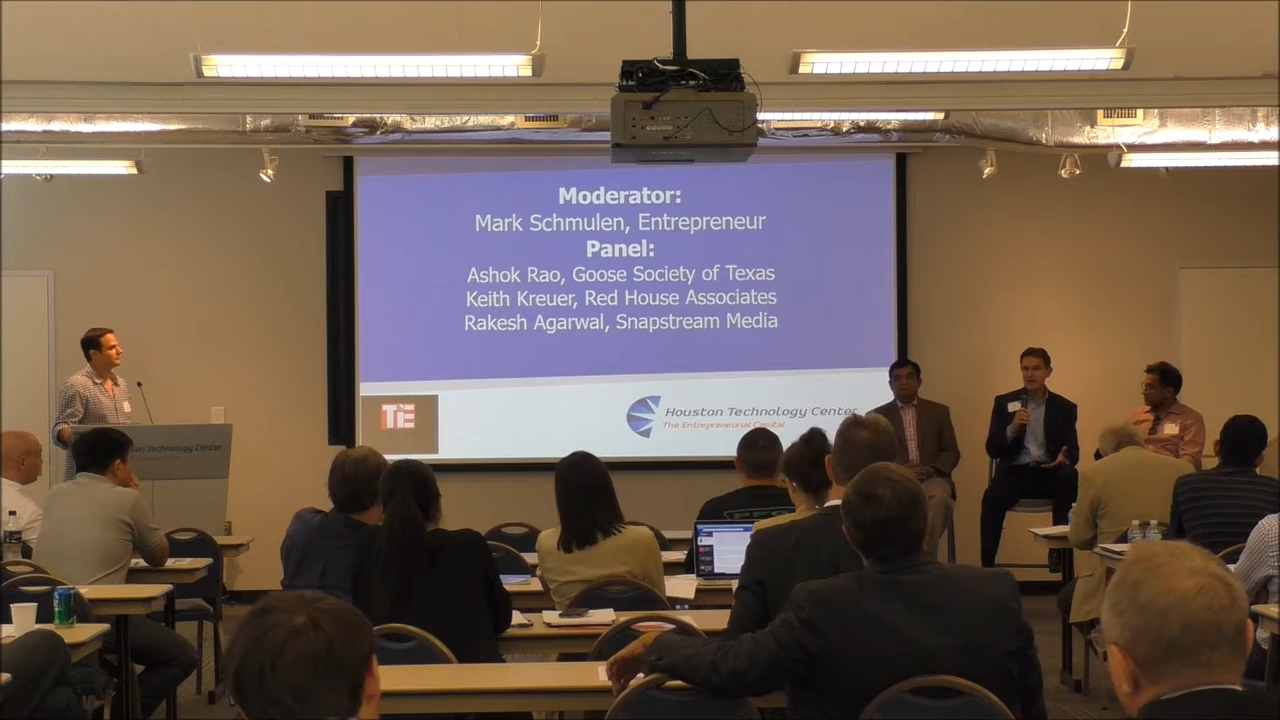 Moderator:
Mark Schmulen, Entrepreneur
Panel:
Ashok Rao, Goose Society of Texas
Keith Kreuer, Red House Associates
Rakesh Agarwal, Snapstream Media
TiE
Houston Technology Center
The Entrepreneurial Capital
Houston Technology Center